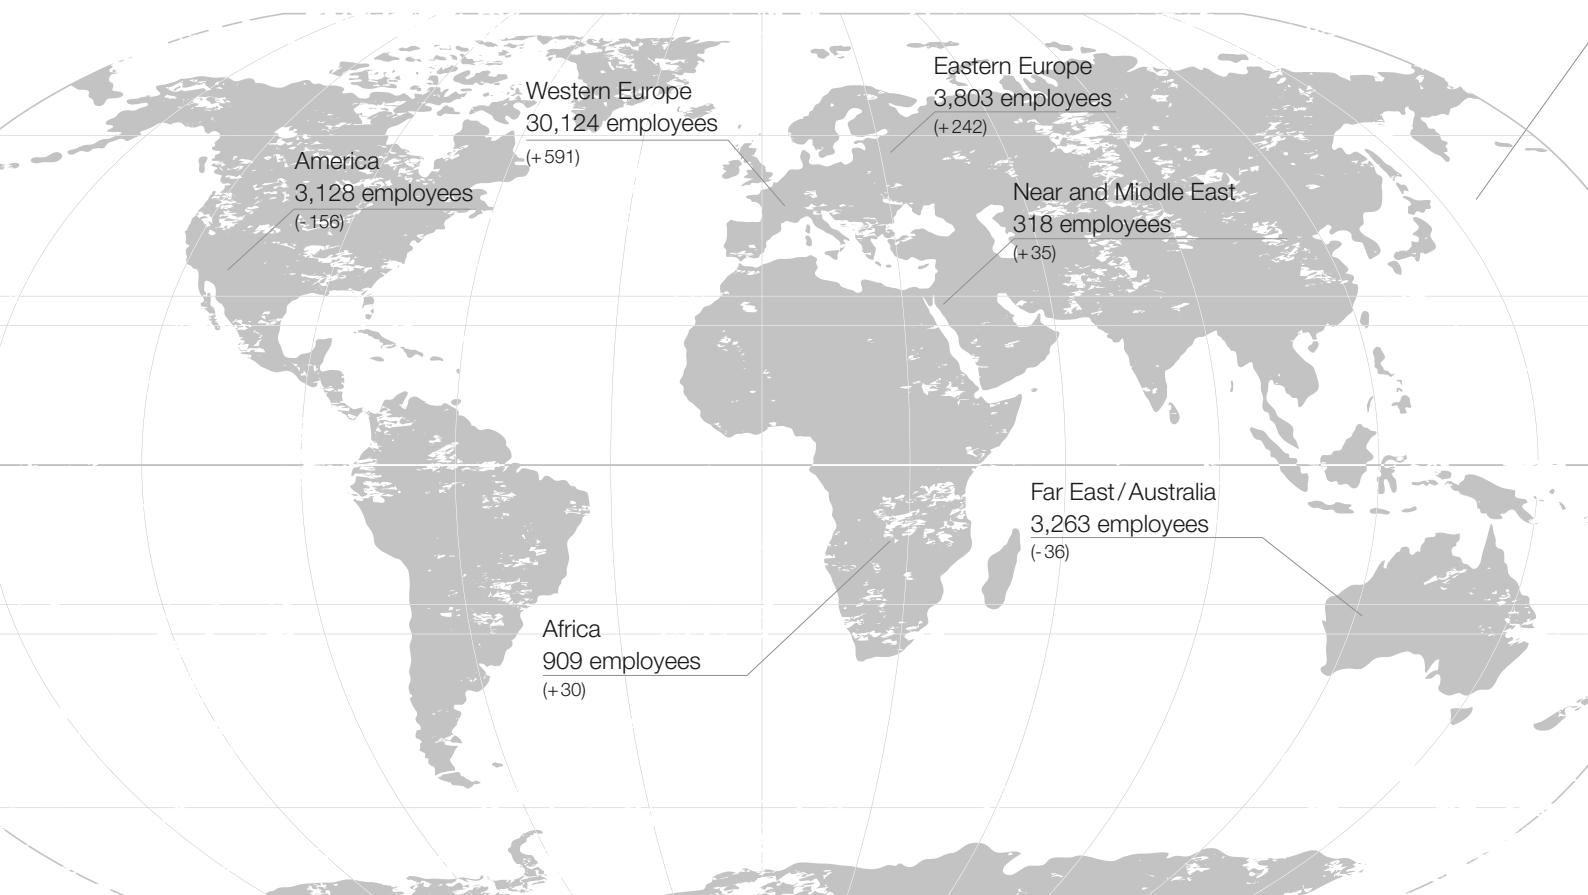 Eastern Europe
3,803 employees
(+ 242)
Western Europe
30,124 employees
(+ 591)
America
3,128 employees
(- 156)
Near and Middle East
318 employees
(+ 35)
Far East / Australia
3,263 employees
(- 36)
Africa
909 employees
(+ 30)